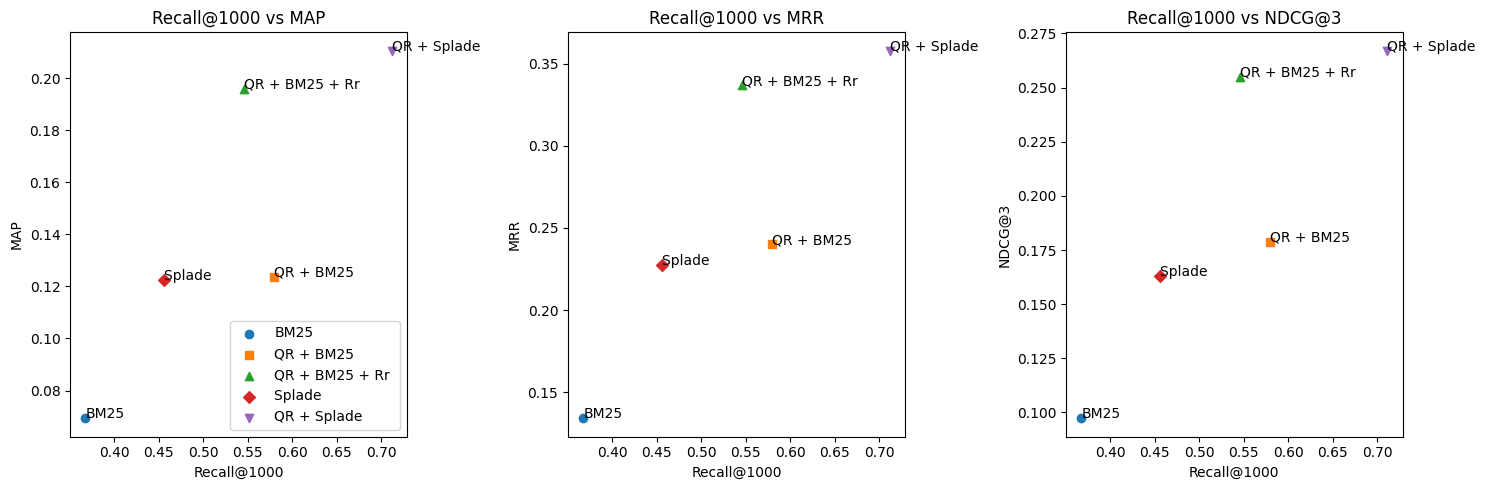 Recall@1000 vs MAP
QR + Splade
0.20
QR + BM25 + Rr
0.18
0.16
0.14
MAP
Splade
QR + BM25
0.12
0.10
0.08
BM25
BM25
QR + BM25
QR + BM25 + Rr
Splade
QR + Splade
0.40 0.45 0.50 0.55 0.60 0.65 0.70
Recall@1000
Recall@1000 vs MRR
QR + Splade
0.35
QR + BM25 + Rr
0.30
0.25
MRR
QR + BM25
Splade
0.20
0.15
BM25
0.40 0.45 0.50 0.55 0.60 0.65 0.70
Recall@1000
Recall@1000 vs NDCG@3
0.275
QR + Splade
0.250
QR + BM25 + Rr
0.225
0.200
NDCG@3
0.175
QR + BM25
Splade
0.150
0.125
0.100
BM25
0.40 0.45 0.50 0.55 0.60 0.65 0.70
Recall@1000